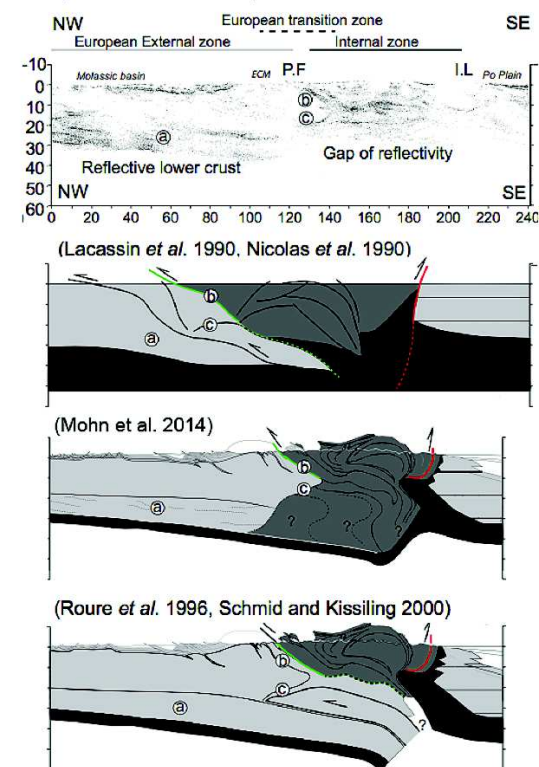 European transition zone
NW SE
European External zone Internal zone
P.F I.L
Molassic basin ECM Po Plain
-10
0
10
20
30
40
50
60
b
c
a
Reflective lower crust Gap of reflectivity
NW SE
0 20 40 60 80 100 120 130 140 160 180 200 220 240
(Lacassin et al. 1990, Nicolas et al. 1990)
b
c
a
(Mohn et al. 2014)
b
c
a
? ? ?
(Roure et al. 1996, Schmid and Kissiling 2000)
b
c
a
?